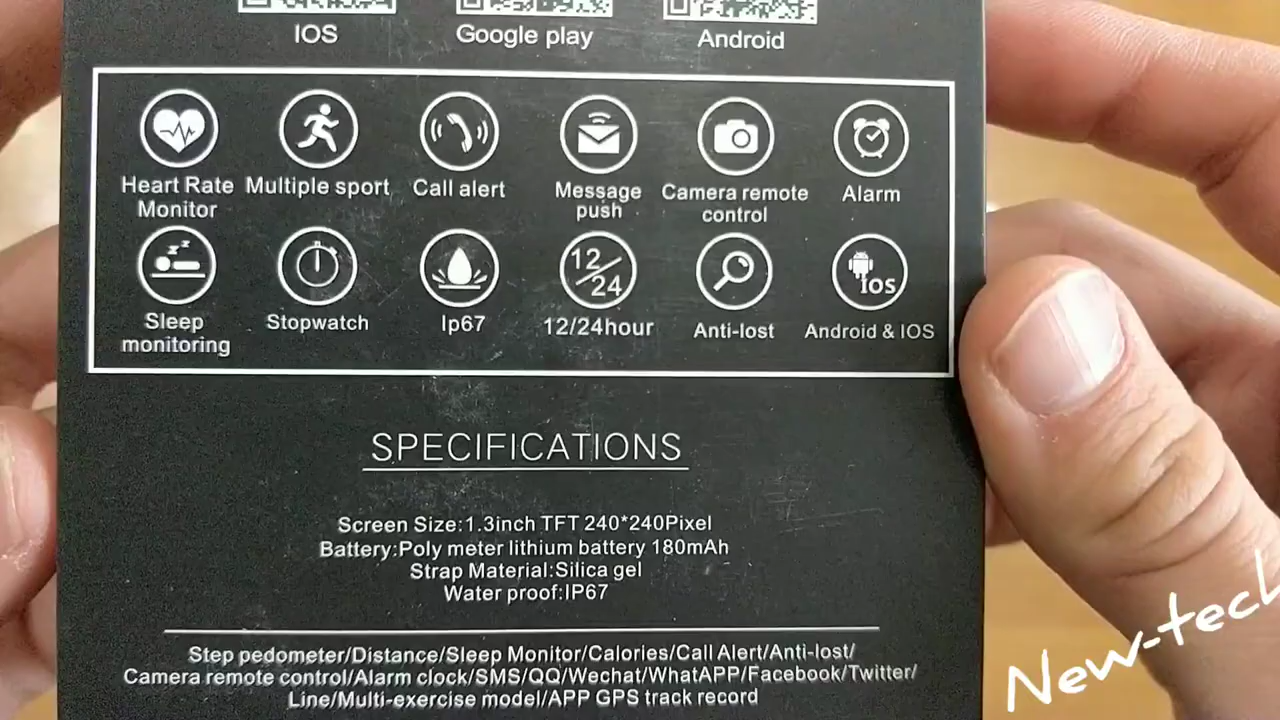 IOS Google play Android
Heart Rate Monitor
Multiple sport
Call alert
Message push
Camera remote control
Alarm
Sleep monitoring
Stopwatch
Ip67
12/24
12/24hour
Anti-lost
IOS
Android & IOS
SPECIFICATIONS
Screen Size:1.3inch TFT 240*240Pixel
Battery:Poly meter lithium battery 180mAh
Strap Material:Silica gel
Water proof:IP67
Step pedometer/Distance/Sleep Monitor/Calories/Call Alert/Anti-lost/
Camera remote control/Alarm clock/SMS/QQ/Wechat/WhatAPP/Facebook/Twitter/
Line/Multi-exercise model/APP GPS track record
New-tech